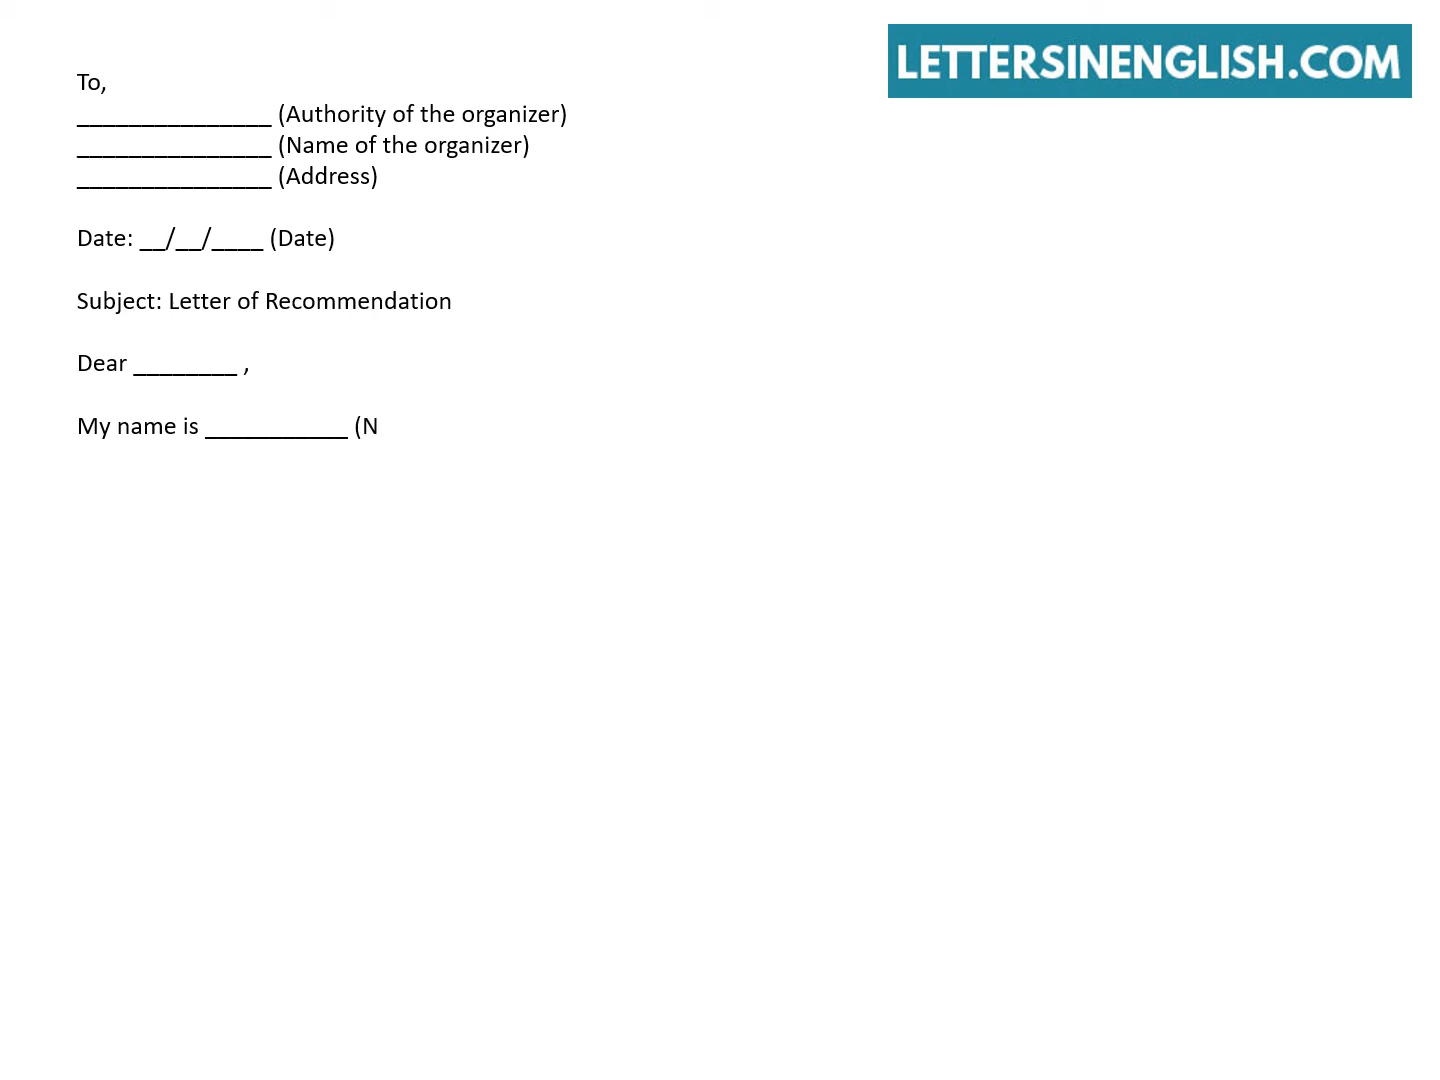 LETTERSINENGLISH.COM
To,
_______________ (Authority of the organizer)
_______________ (Name of the organizer)
_______________ (Address)
Date: __/__/____ (Date)
Subject: Letter of Recommendation
Dear ________ ,
My name is ___________ (N